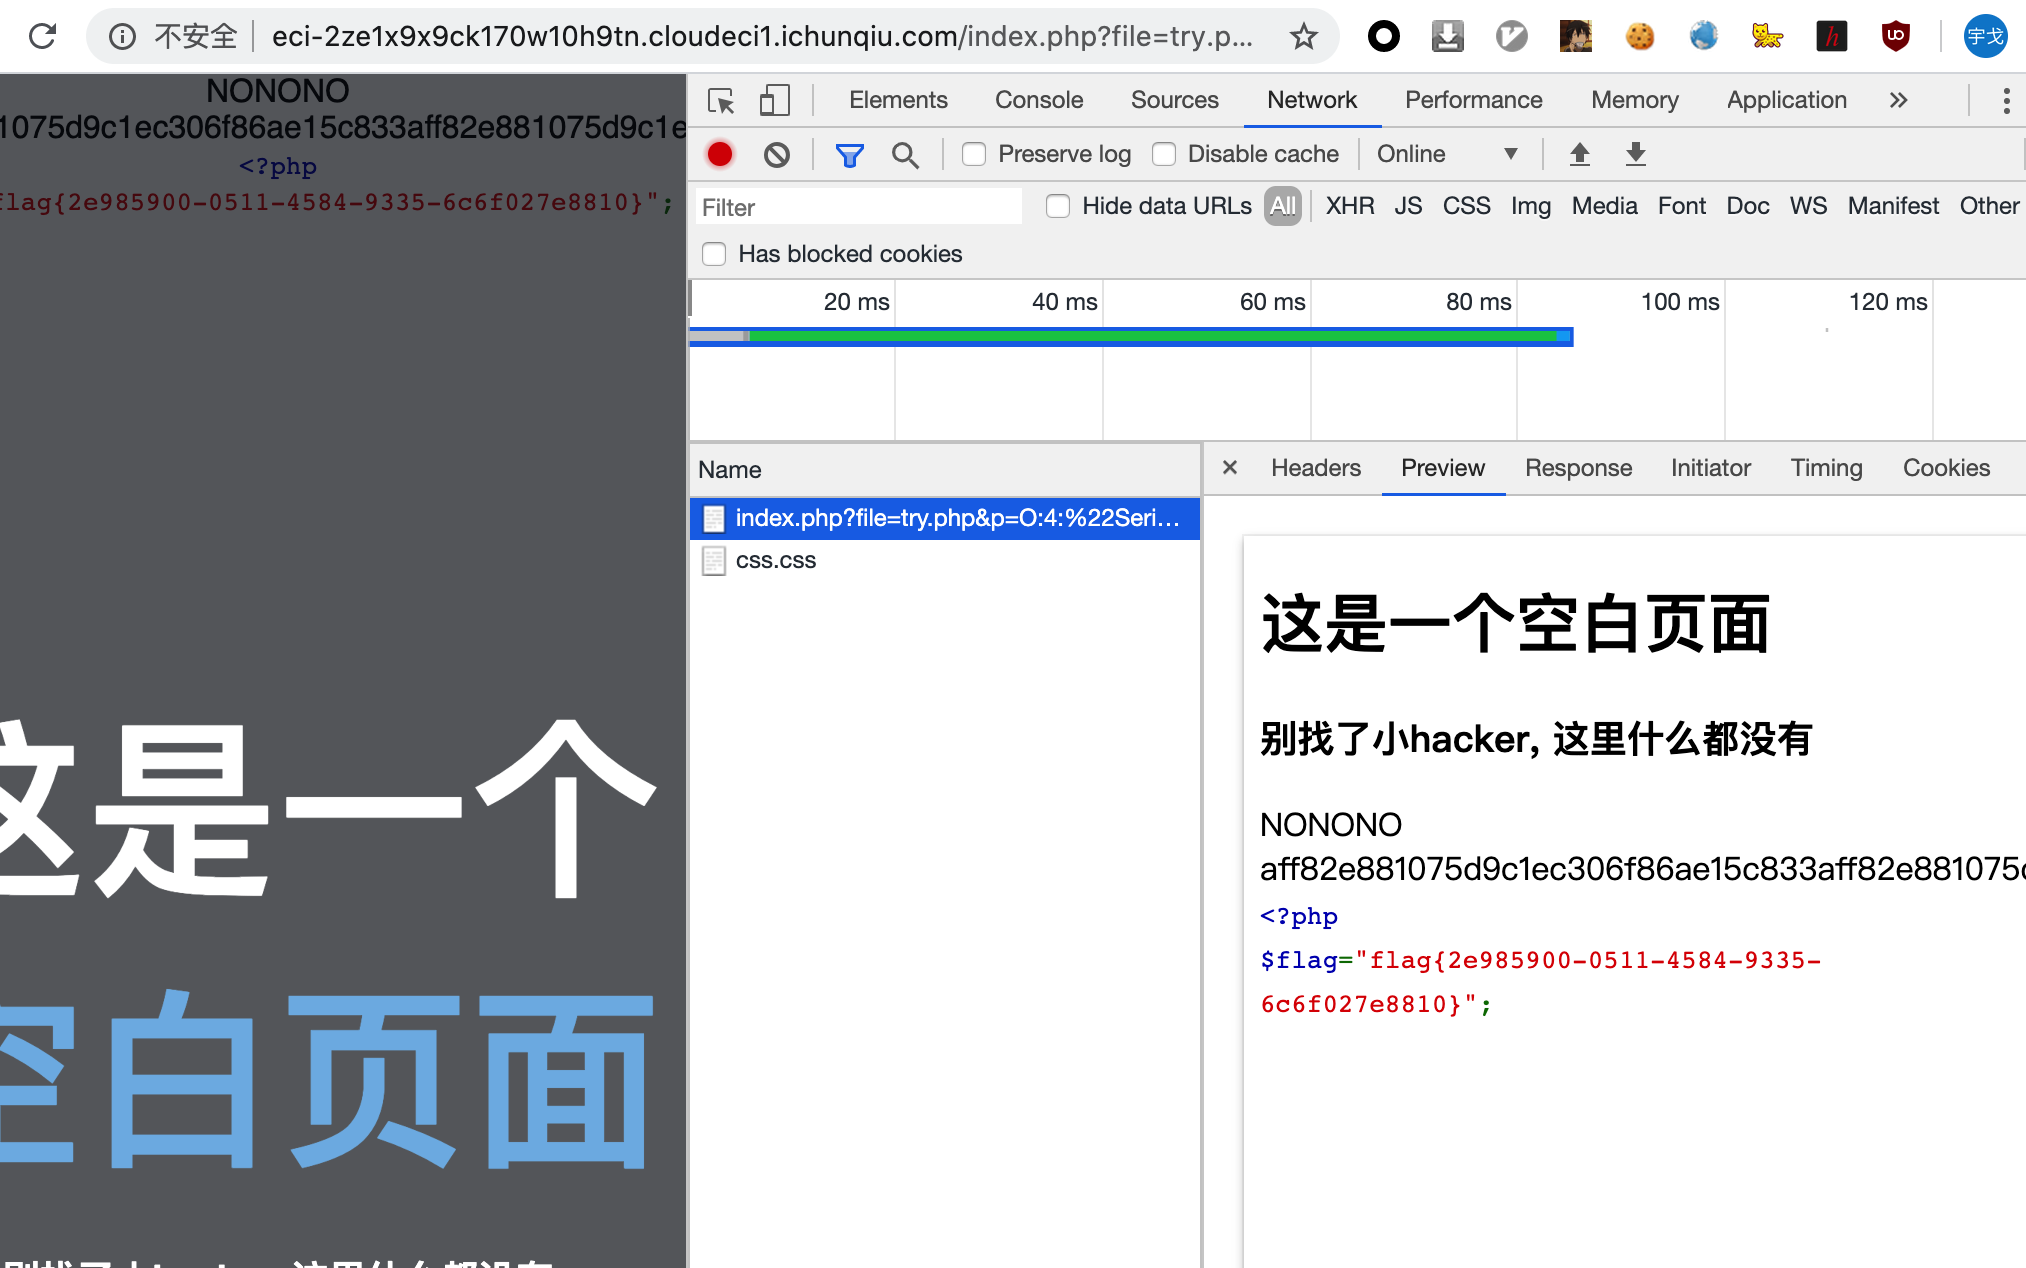 不安全 eci-2ze1x9x9ck170w10h9tn.cloudeci1.ichunqiu.com/index.php?file=try.p... 宇戈
NONONO
1075d9c1ec306f86ae15c833aff82e881075d9c1e
<?php
flag{2e985900-0511-4584-9335-6c6f027e8810}";
这是一个
空白页面
Elements Console Sources Network Performance Memory Application
Preserve log Disable cache Online
Filter Hide data URLs All XHR JS CSS Img Media Font Doc WS Manifest Other
Has blocked cookies
20 ms 40 ms 60 ms 80 ms 100 ms 120 ms
Name
index.php?file=try.php&p=O:4:%22Seri...
css.css
× Headers Preview Response Initiator Timing Cookies
这是一个空白页面
别找了小hacker, 这里什么都没有
NONONO
aff82e881075d9c1ec306f86ae15c833aff82e881075
<?php
$flag="flag{2e985900-0511-4584-9335-
6c6f027e8810}";